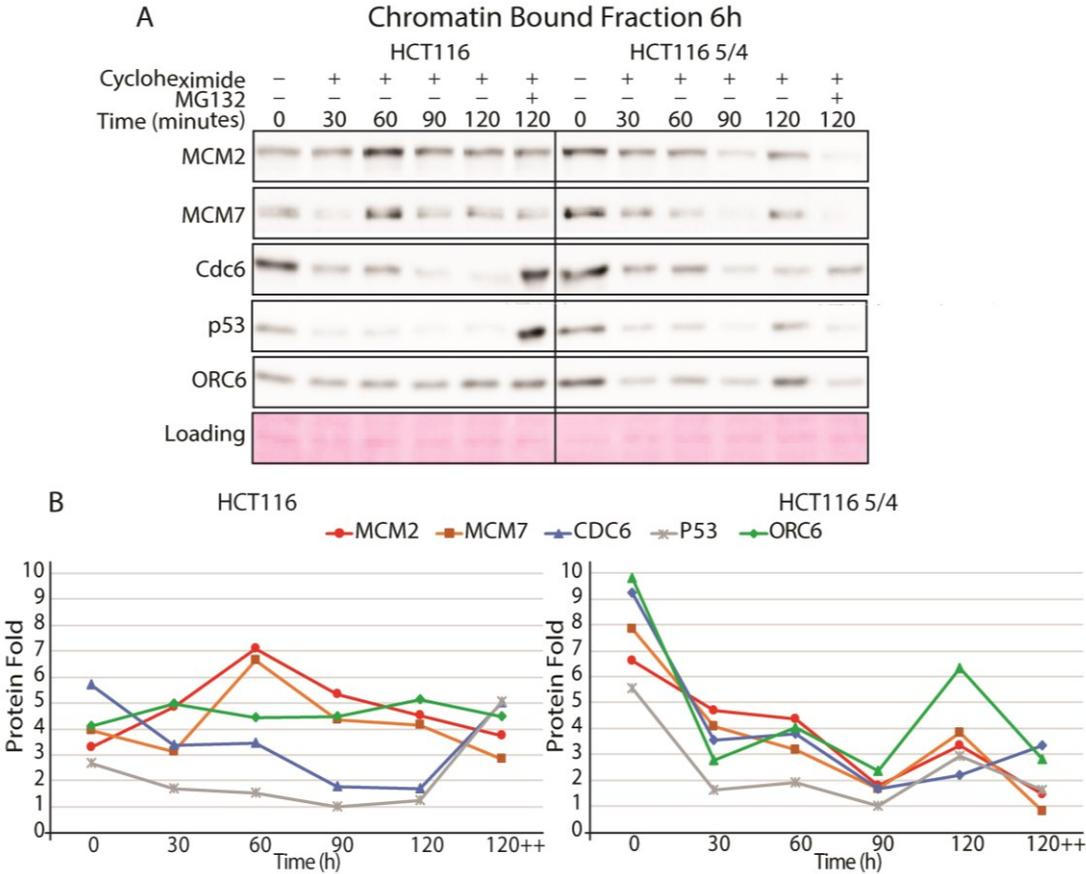 A
Chromatin Bound Fraction 6h
HCT116 HCT116 5/4
Cycloheximide − + + + + + − + + + + +
MG132 − − − − − + − − − − − +
Time (minutes) 0 30 60 90 120 120 0 30 60 90 120 120
MCM2
MCM7
Cdc6
p53
ORC6
Loading
B HCT116 HCT116 5/4
MCM2 MCM7 CDC6 P53 ORC6
Protein Fold
10
9
8
7
6
5
4
3
2
1
0
0 30 60 90 120 120++
Time (h)
Protein Fold
10
9
8
7
6
5
4
3
2
1
0
0 30 60 90 120 120++
Time (h)